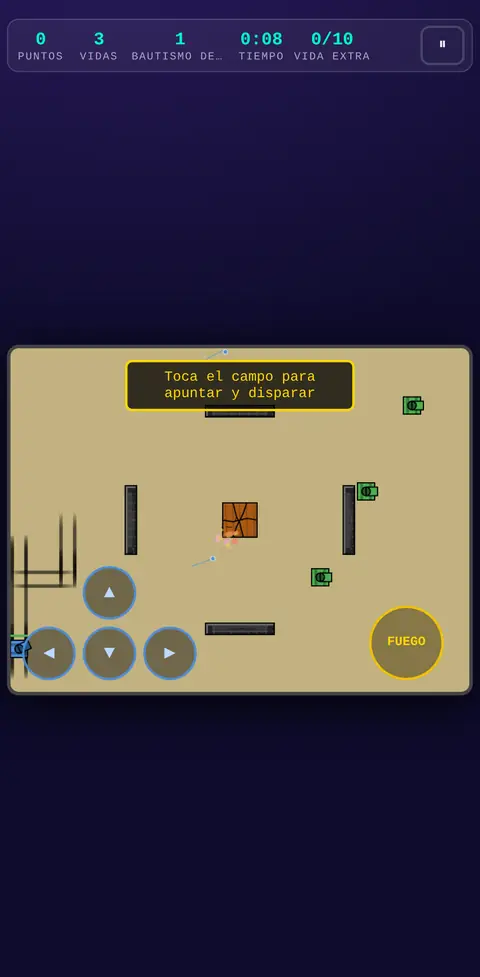 0 3 1 0:08 0/10
PUNTOS VIDAS BAUTISMO DE… TIEMPO VIDA EXTRA
Toca el campo para
apuntar y disparar
FUEGO